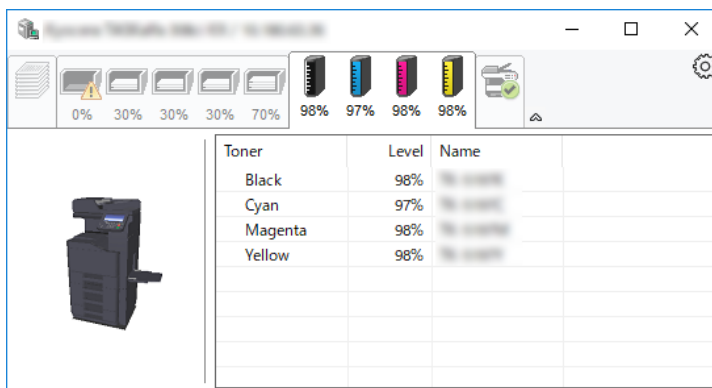 0% 30% 30% 30% 70% 98% 97% 98% 98%
Toner Level Name
Black 98%
Cyan 97%
Magenta 98%
Yellow 98%